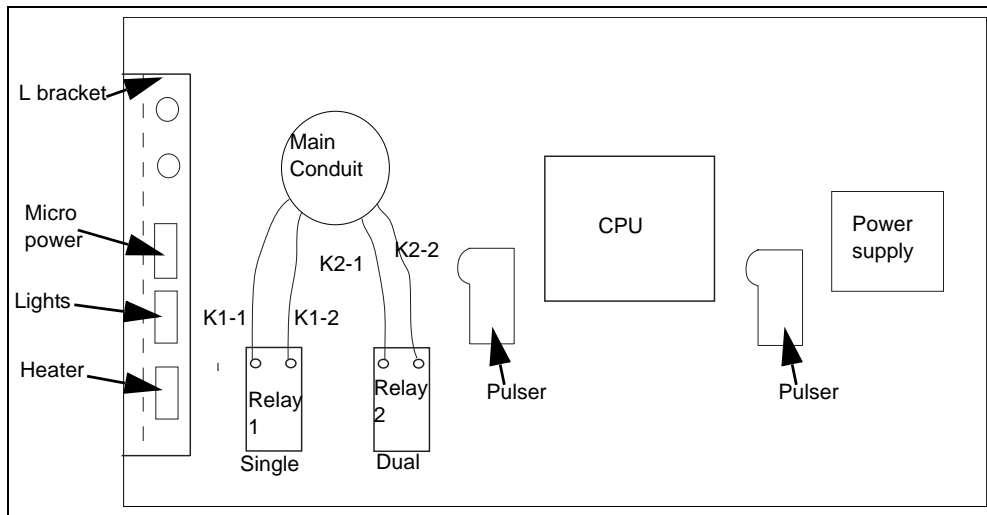 L bracket
Main
Conduit
Micro
power
CPU
Power
supply
K2-1
K2-2
Lights
K1-1
K1-2
Heater
Relay
1
Relay
2
Pulser
Pulser
Single
Dual